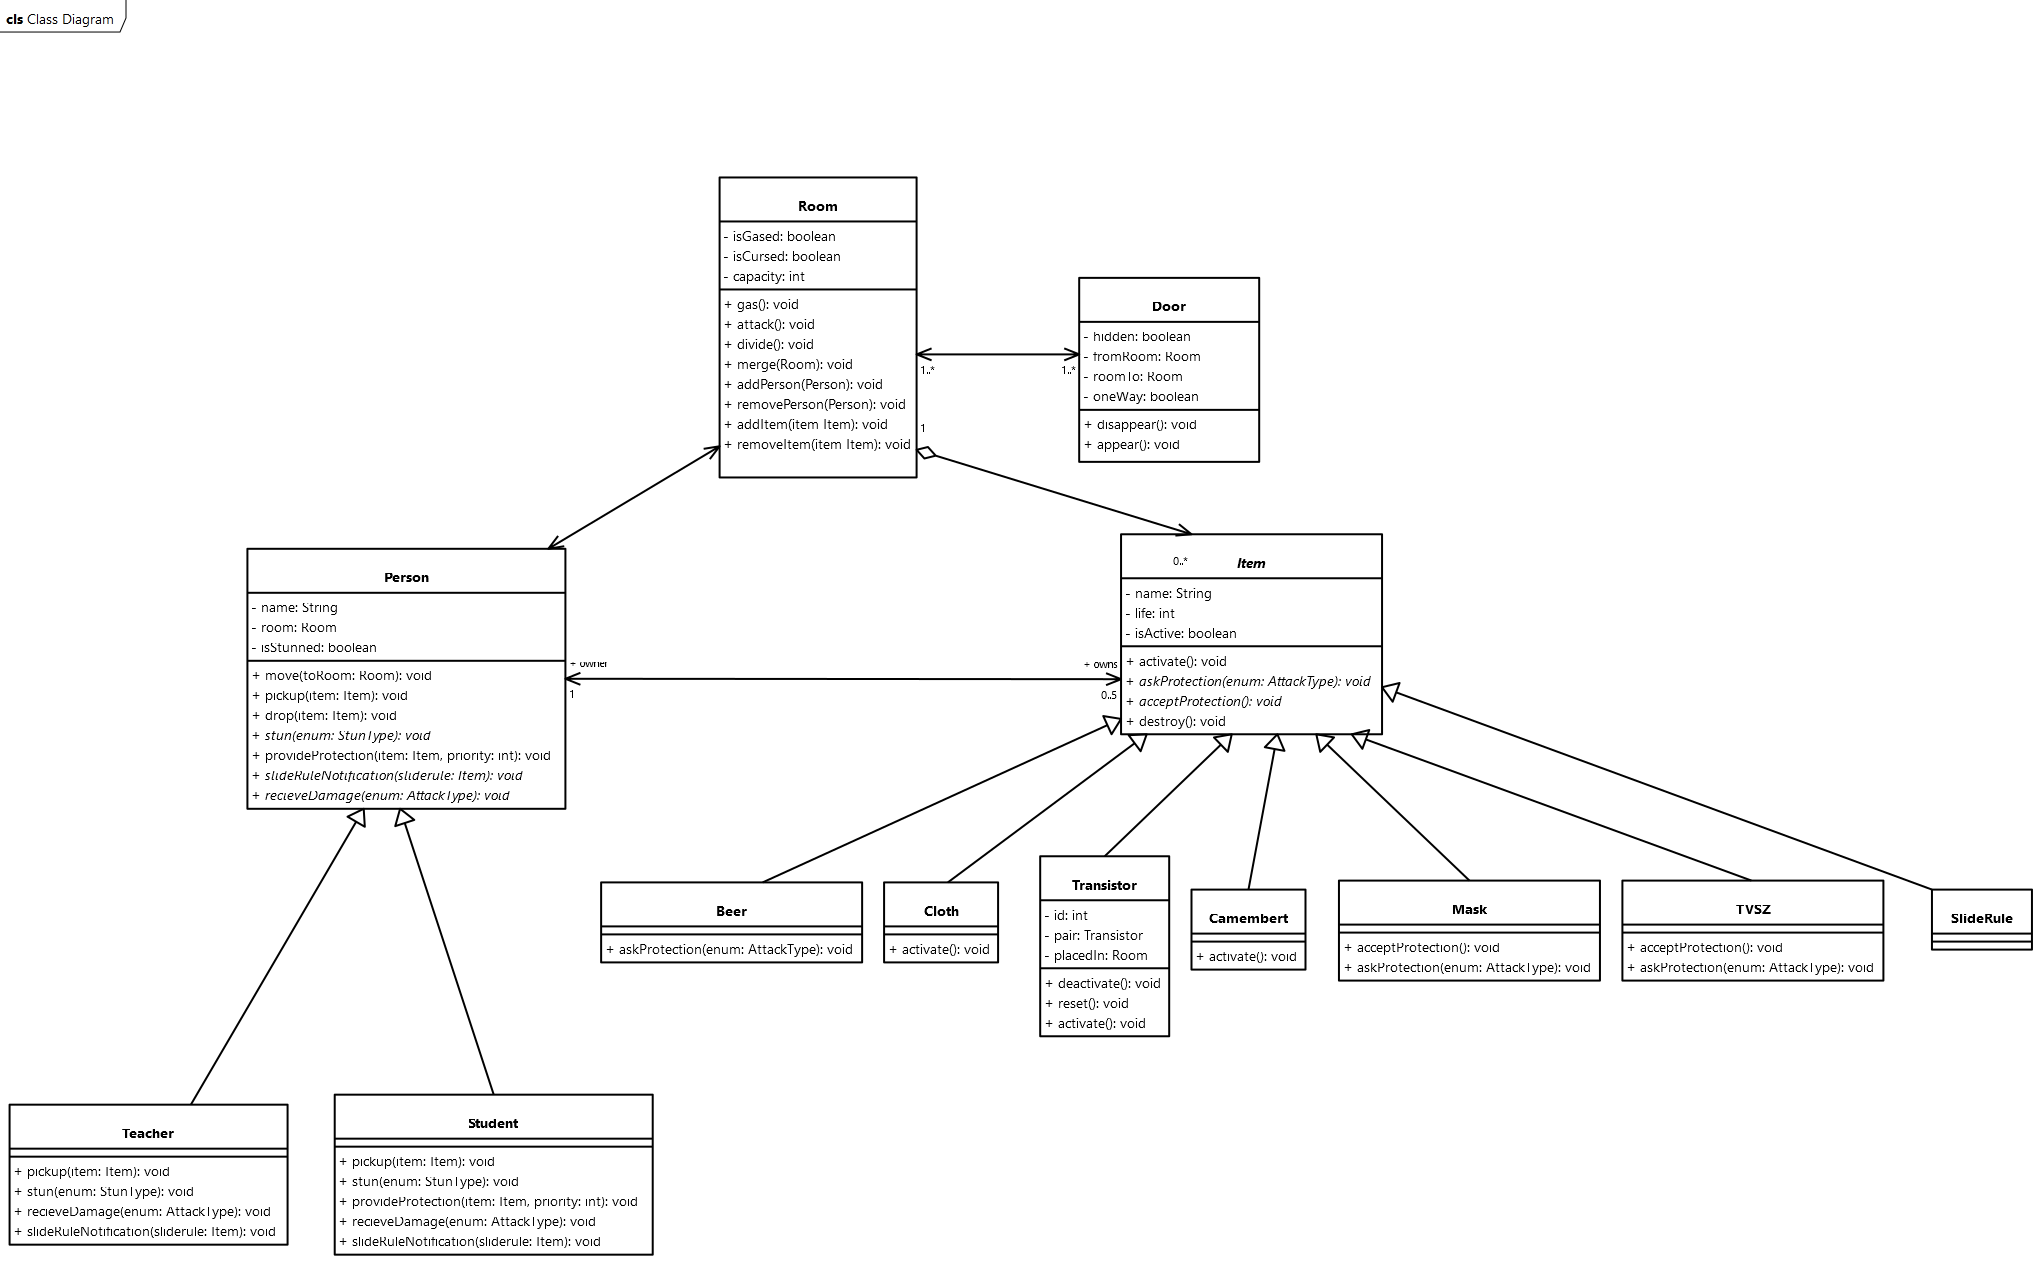 cls Class Diagram
Room
- isGased: boolean
- isCursed: boolean
- capacity: int
+ gas(): void
+ attack(): void
+ divide(): void
+ merge(Room): void
+ addPerson(Person): void
+ removePerson(Person): void
+ addItem(item Item): void
+ removeItem(item Item): void
1..*
1..*
1
Door
- hidden: boolean
- fromRoom: Room
- roomTo: Room
- oneWay: boolean
+ disappear(): void
+ appear(): void
Person
- name: String
- room: Room
- isStunned: boolean
+ move(toRoom: Room): void
+ pickup(item: Item): void
+ drop(item: Item): void
+ stun(enum: StunType): void
+ provideProtection(item: Item, priority: int): void
+ slideRuleNotification(sliderule: Item): void
+ recieveDamage(enum: AttackType): void
+ owner
1
+ owns
0..5
0..*
Item
- name: String
- life: int
- isActive: boolean
+ activate(): void
+ askProtection(enum: AttackType): void
+ acceptProtection(): void
+ destroy(): void
Beer
+ askProtection(enum: AttackType): void
Cloth
+ activate(): void
Transistor
- id: int
- pair: Transistor
- placedIn: Room
+ deactivate(): void
+ reset(): void
+ activate(): void
Camembert
+ activate(): void
Mask
+ acceptProtection(): void
+ askProtection(enum: AttackType): void
TVSZ
+ acceptProtection(): void
+ askProtection(enum: AttackType): void
SlideRule
Teacher
+ pickup(item: Item): void
+ stun(enum: StunType): void
+ recieveDamage(enum: AttackType): void
+ slideRuleNotification(sliderule: Item): void
Student
+ pickup(item: Item): void
+ stun(enum: StunType): void
+ provideProtection(item: Item, priority: int): void
+ recieveDamage(enum: AttackType): void
+ slideRuleNotification(sliderule: Item): void